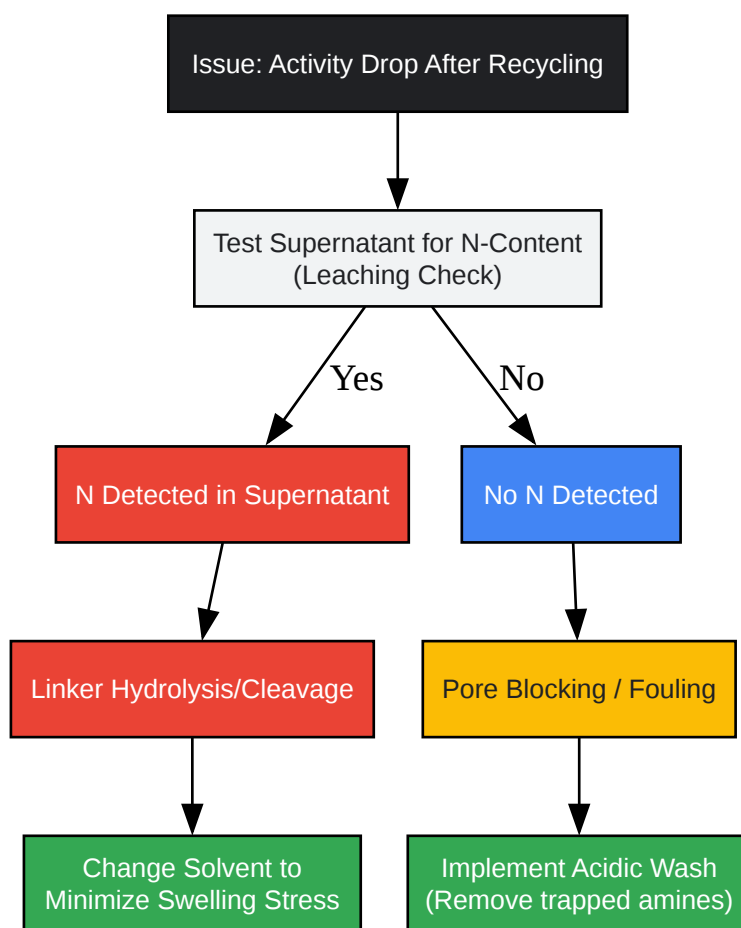 Issue: Activity Drop After Recycling
Test Supernatant for N-Content
(Leaching Check)
Yes
No
N Detected in Supernatant
No N Detected
Linker Hydrolysis/Cleavage
Pore Blocking / Fouling
Change Solvent to
Minimize Swelling Stress
Implement Acidic Wash
(Remove trapped amines)